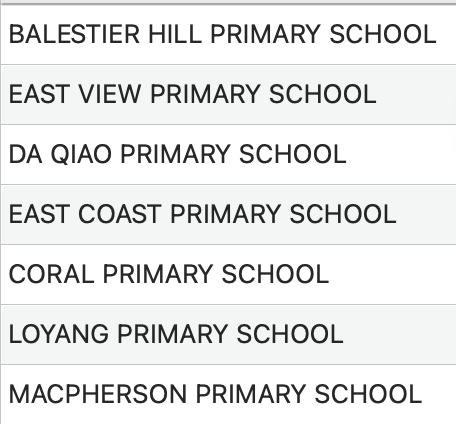 BALESTIER HILL PRIMARY SCHOOL
EAST VIEW PRIMARY SCHOOL
DA QIAO PRIMARY SCHOOL
EAST COAST PRIMARY SCHOOL
CORAL PRIMARY SCHOOL
LOYANG PRIMARY SCHOOL
MACPHERSON PRIMARY SCHOOL